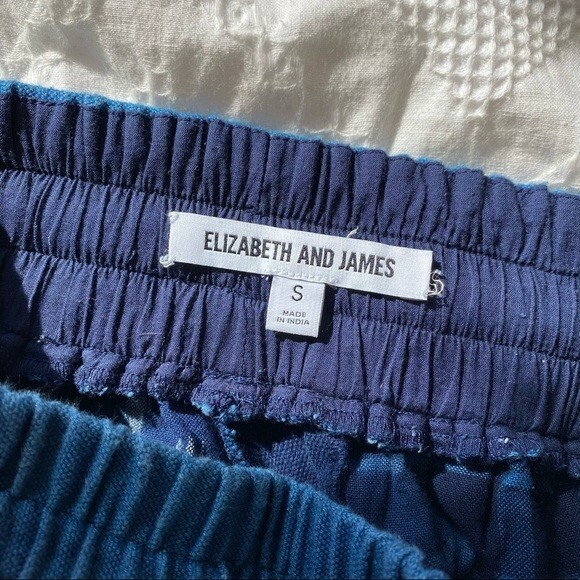 ELIZABETH AND JAMES
S
MADE
IN INDIA